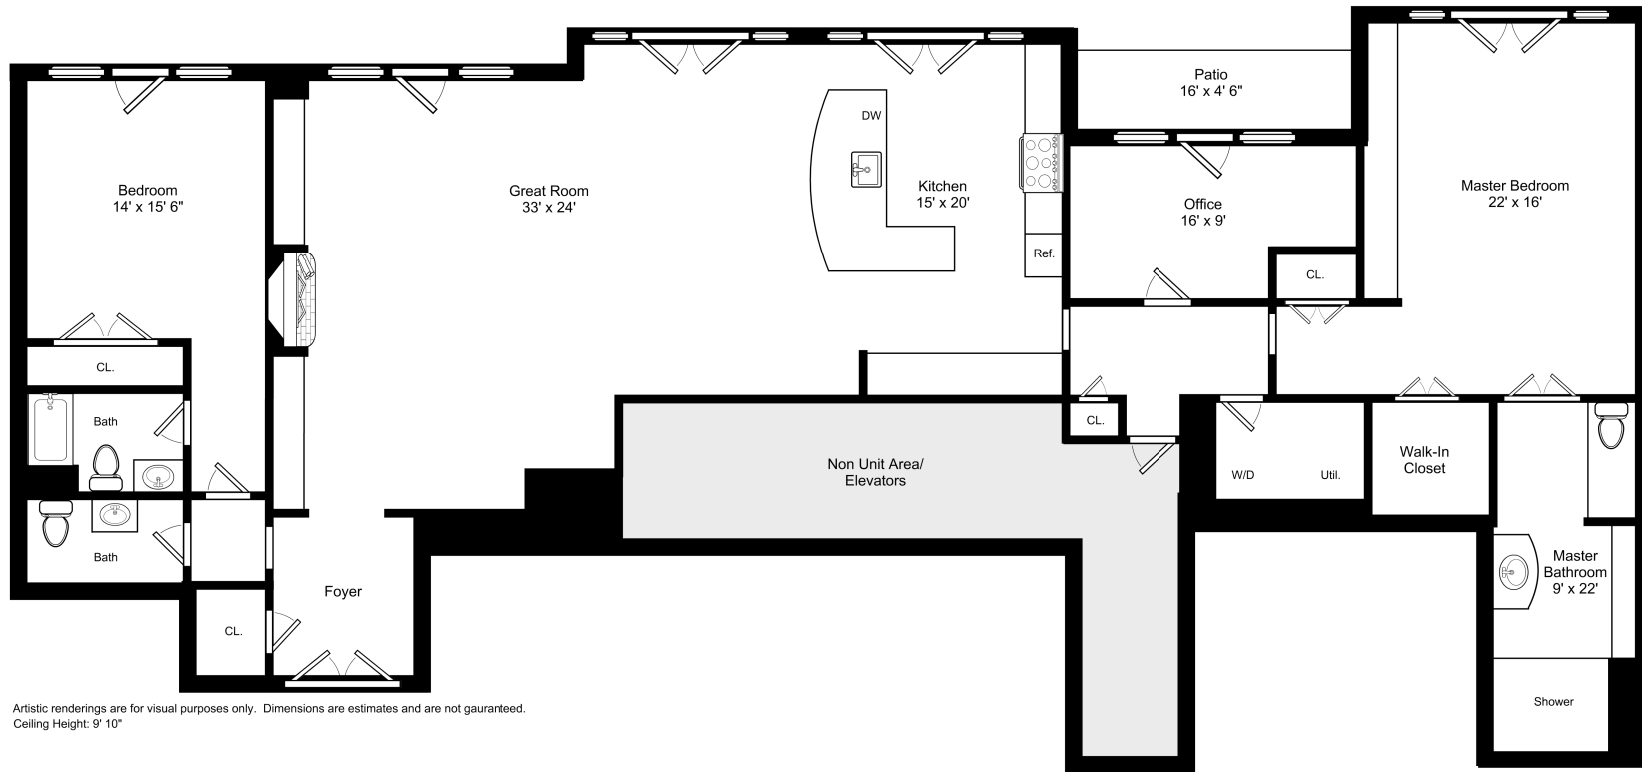 Patio
16' x 4' 6"
DW
Bedroom
14' x 15' 6"
Great Room
33' x 24'
Kitchen
15' x 20'
Office
16' x 9'
Master Bedroom
22' x 16'
Ref.
CL.
CL.
Bath
CL.
Non Unit Area/
Elevators
W/D
Util.
Walk-In
Closet
Bath
Foyer
Master
Bathroom
9' x 22'
CL.
Shower
Artistic renderings are for visual purposes only.  Dimensions are estimates and are not gauranteed.
Ceiling Height: 9' 10"